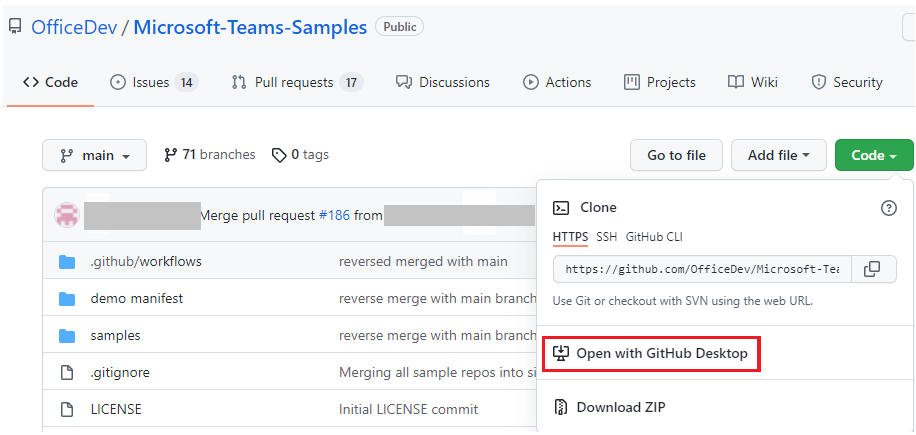 OfficeDev / Microsoft-Teams-Samples Public
Code Issues 14 Pull requests 17 Discussions Actions Projects Wiki Security
main 71 branches 0 tags Go to file Add file Code
Merge pull request #186 from
.github/workflows reversed merged with main
demo manifest reverse merge with main branch
samples reverse merge with main branch
.gitignore Merging all sample repos into si
LICENSE Initial LICENSE commit
Clone
HTTPS SSH GitHub CLI
https://github.com/OfficeDev/Microsoft-Tea
Use Git or checkout with SVN using the web URL.
Open with GitHub Desktop
Download ZIP